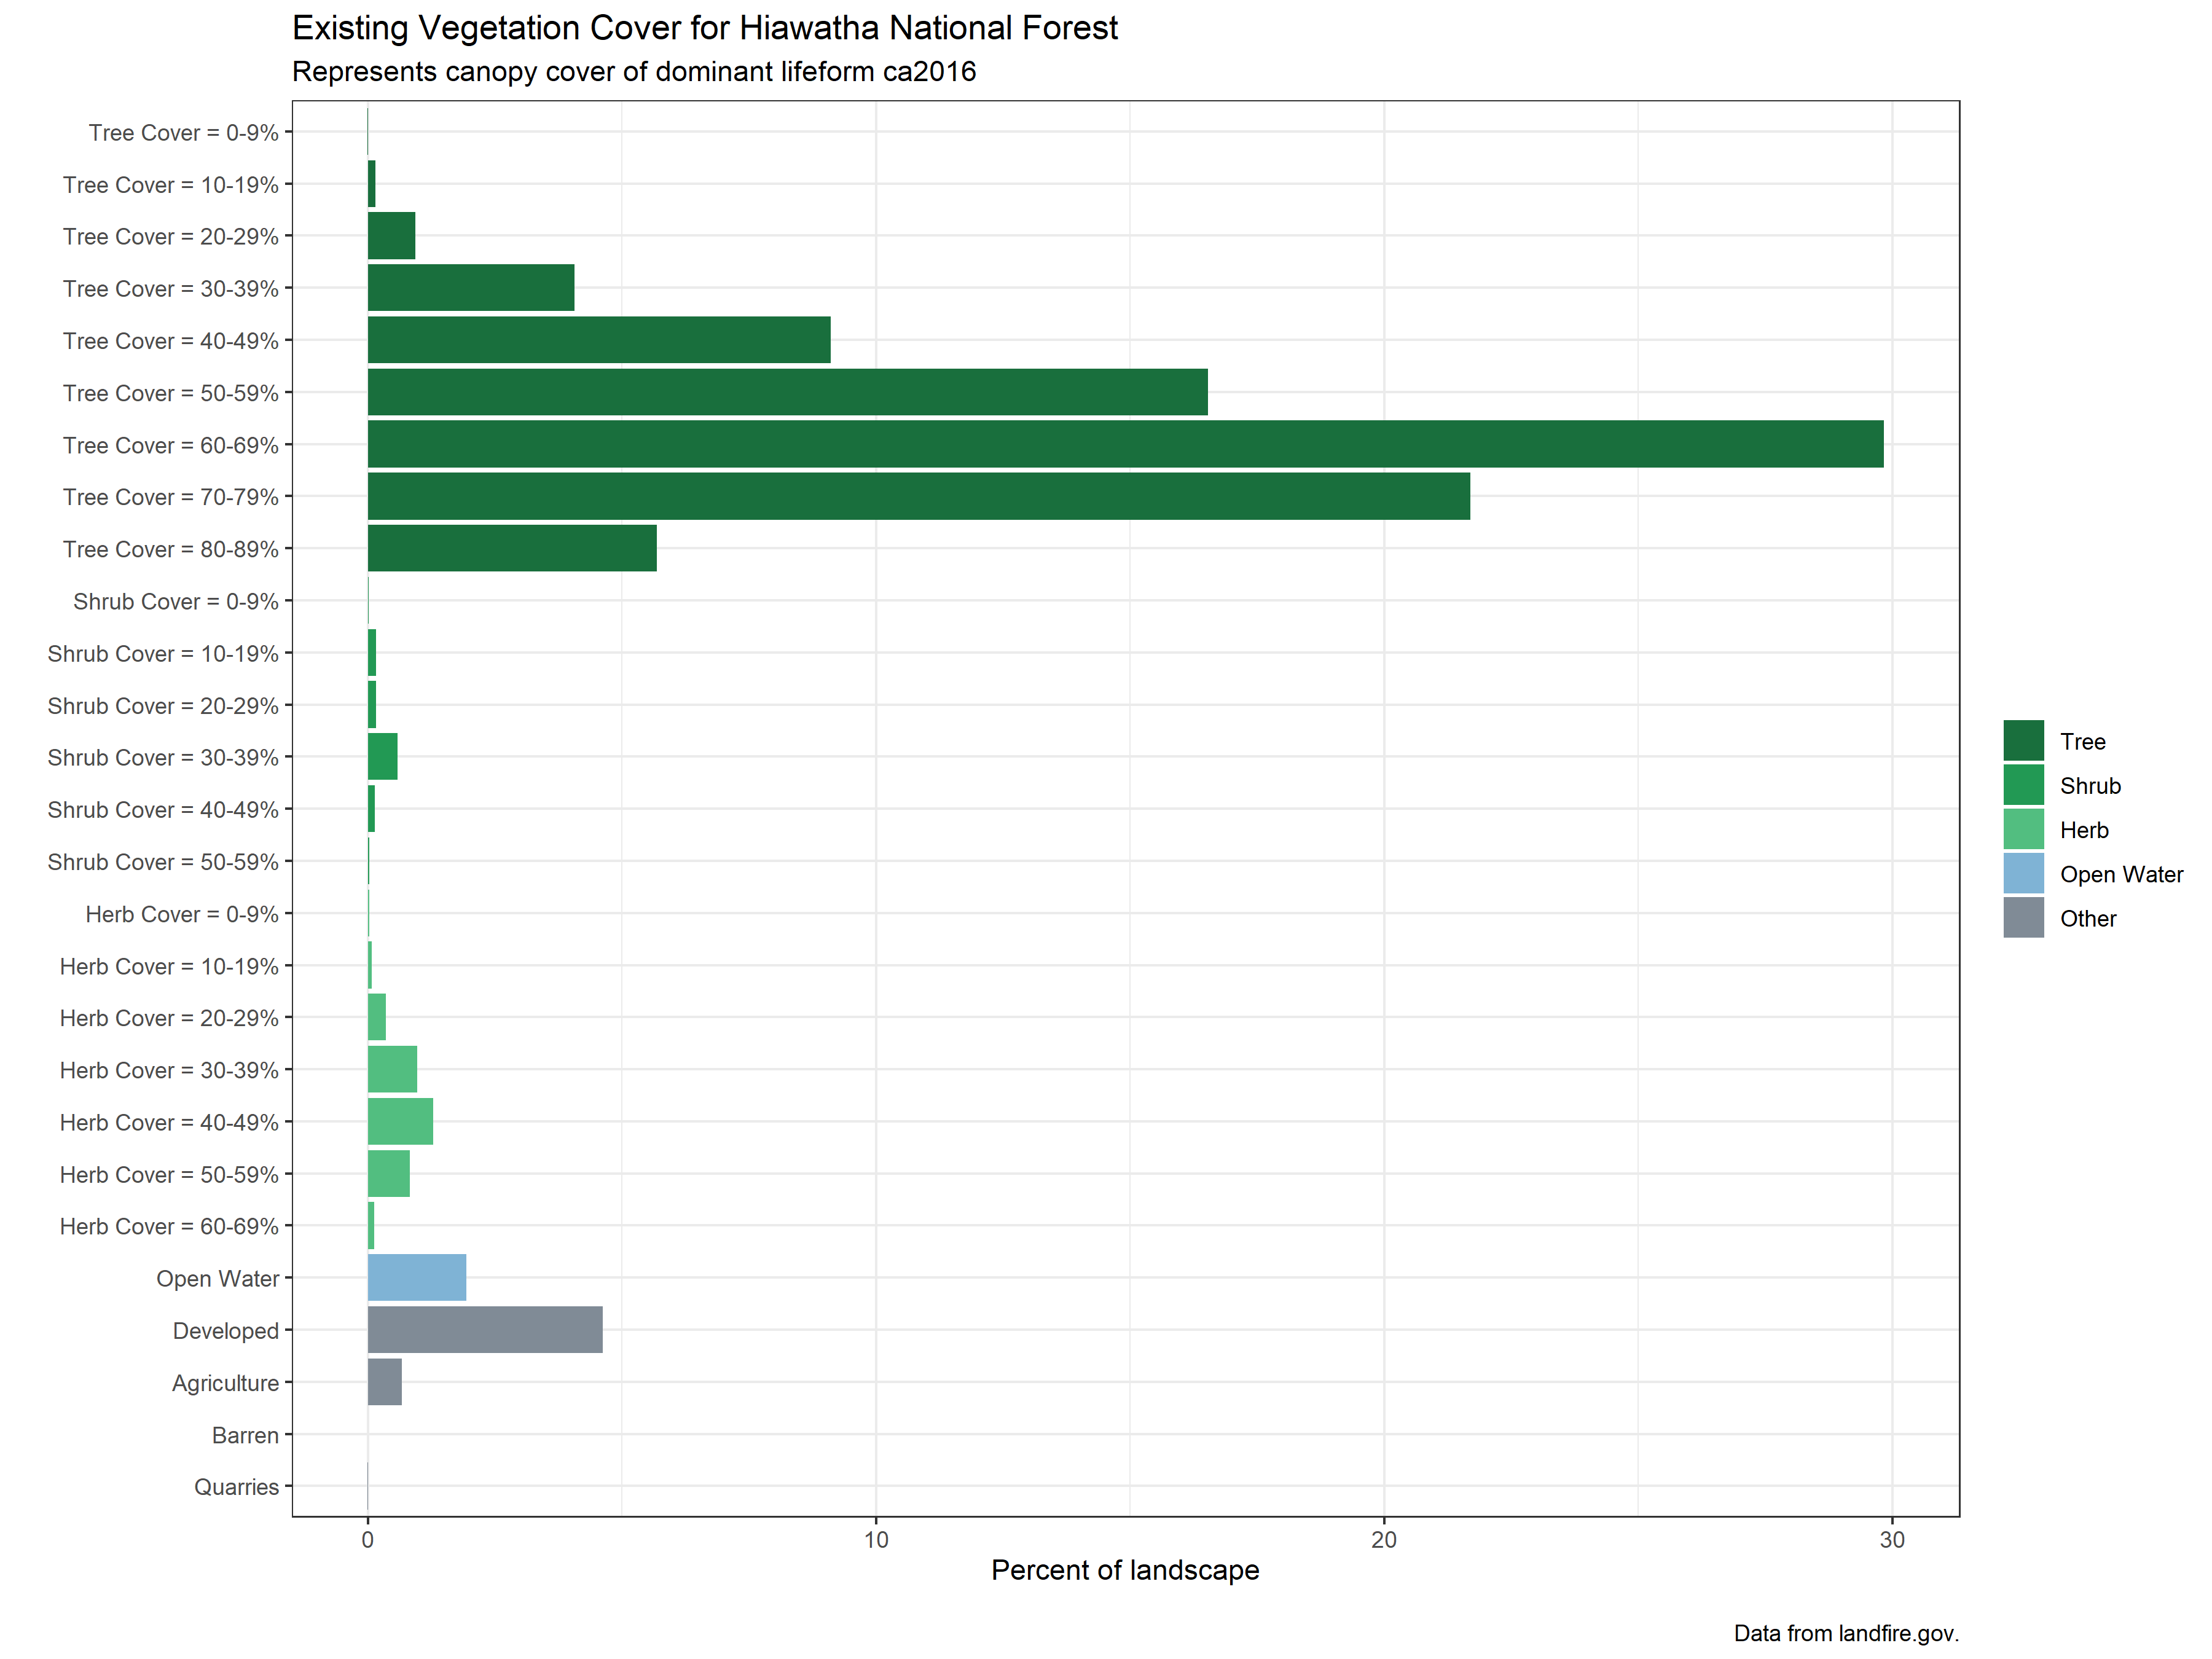 Existing Vegetation Cover for Hiawatha National Forest
Represents canopy cover of dominant lifeform ca2016
Tree Cover = 0-9%
Tree Cover = 10-19%
Tree Cover = 20-29%
Tree Cover = 30-39%
Tree Cover = 40-49%
Tree Cover = 50-59%
Tree Cover = 60-69%
Tree Cover = 70-79%
Tree Cover = 80-89%
Shrub Cover = 0-9%
Shrub Cover = 10-19%
Shrub Cover = 20-29%
Shrub Cover = 30-39%
Shrub Cover = 40-49%
Shrub Cover = 50-59%
Herb Cover = 0-9%
Herb Cover = 10-19%
Herb Cover = 20-29%
Herb Cover = 30-39%
Herb Cover = 40-49%
Herb Cover = 50-59%
Herb Cover = 60-69%
Open Water
Developed
Agriculture
Barren
Quarries
0 10 20 30
Percent of landscape
Tree
Shrub
Herb
Open Water
Other
Data from landfire.gov.